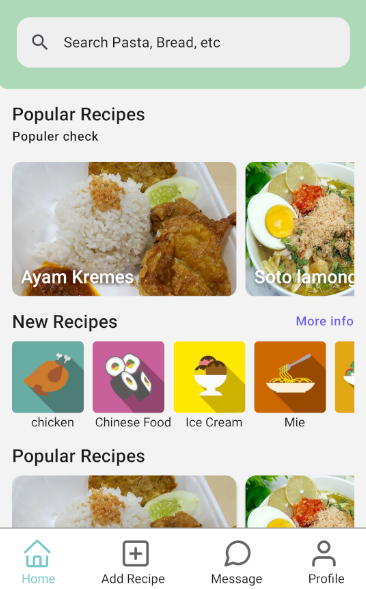 Search Pasta, Bread, etc
Popular Recipes
Populer check
Ayam Kremes
Soto lamong
New Recipes
More info
chicken
Chinese Food
Ice Cream
Mie
Popular Recipes
Home
Add Recipe
Message
Profile